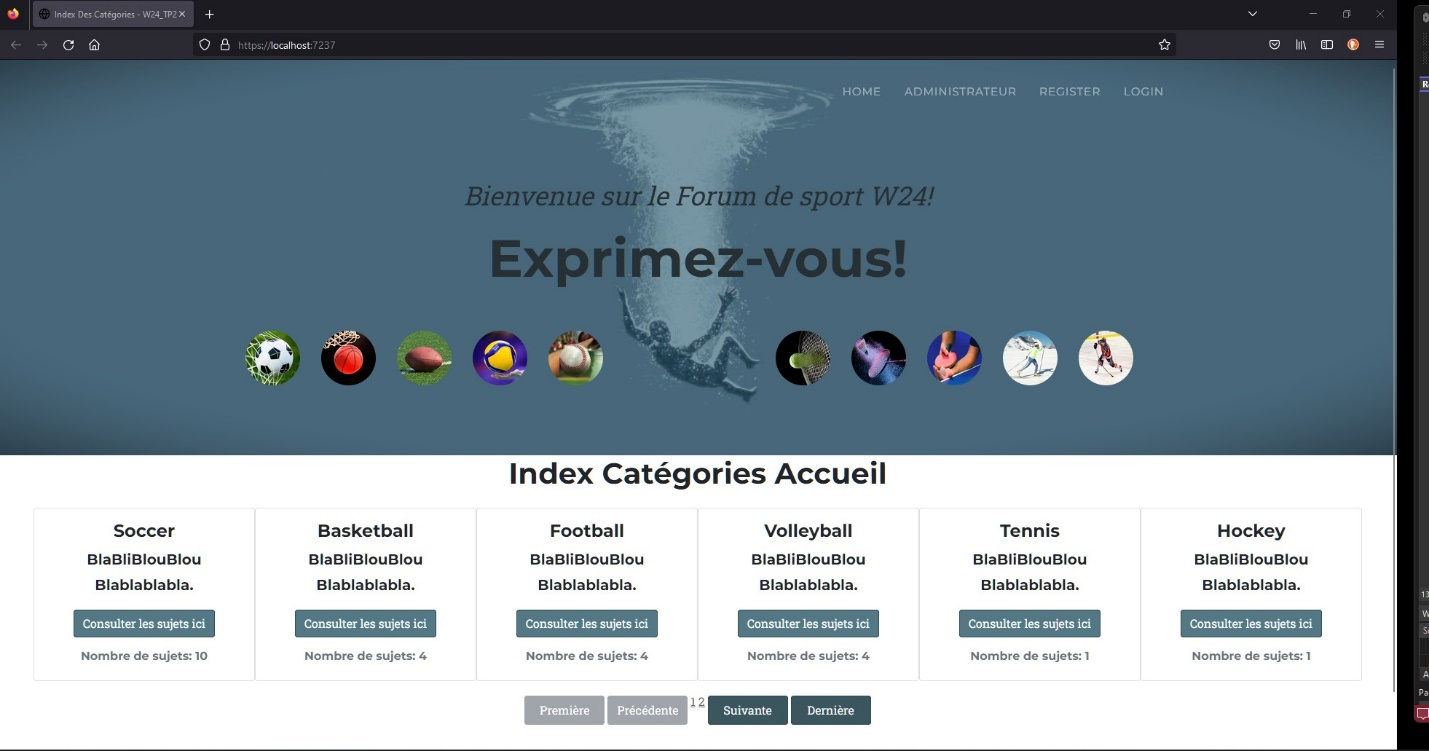 Index Des Catégories - W24_TP2
https://localhost:7237
HOME ADMINISTRATEUR REGISTER LOGIN
Bienvenue sur le Forum de sport W24!
Exprimez-vous!
Index Catégories Accueil
Soccer Basketball Football Volleyball Tennis Hockey
BlaBliBlouBlou BlaBliBlouBlou BlaBliBlouBlou BlaBliBlouBlou BlaBliBlouBlou BlaBliBlouBlou
Blablablabla. Blablablabla. Blablablabla. Blablablabla. Blablablabla. Blablablabla.
Consulter les sujets ici Consulter les sujets ici Consulter les sujets ici Consulter les sujets ici Consulter les sujets ici Consulter les sujets ici
Nombre de sujets: 10 Nombre de sujets: 4 Nombre de sujets: 4 Nombre de sujets: 4 Nombre de sujets: 1 Nombre de sujets: 1
Première Précédente 1 2 Suivante Dernière